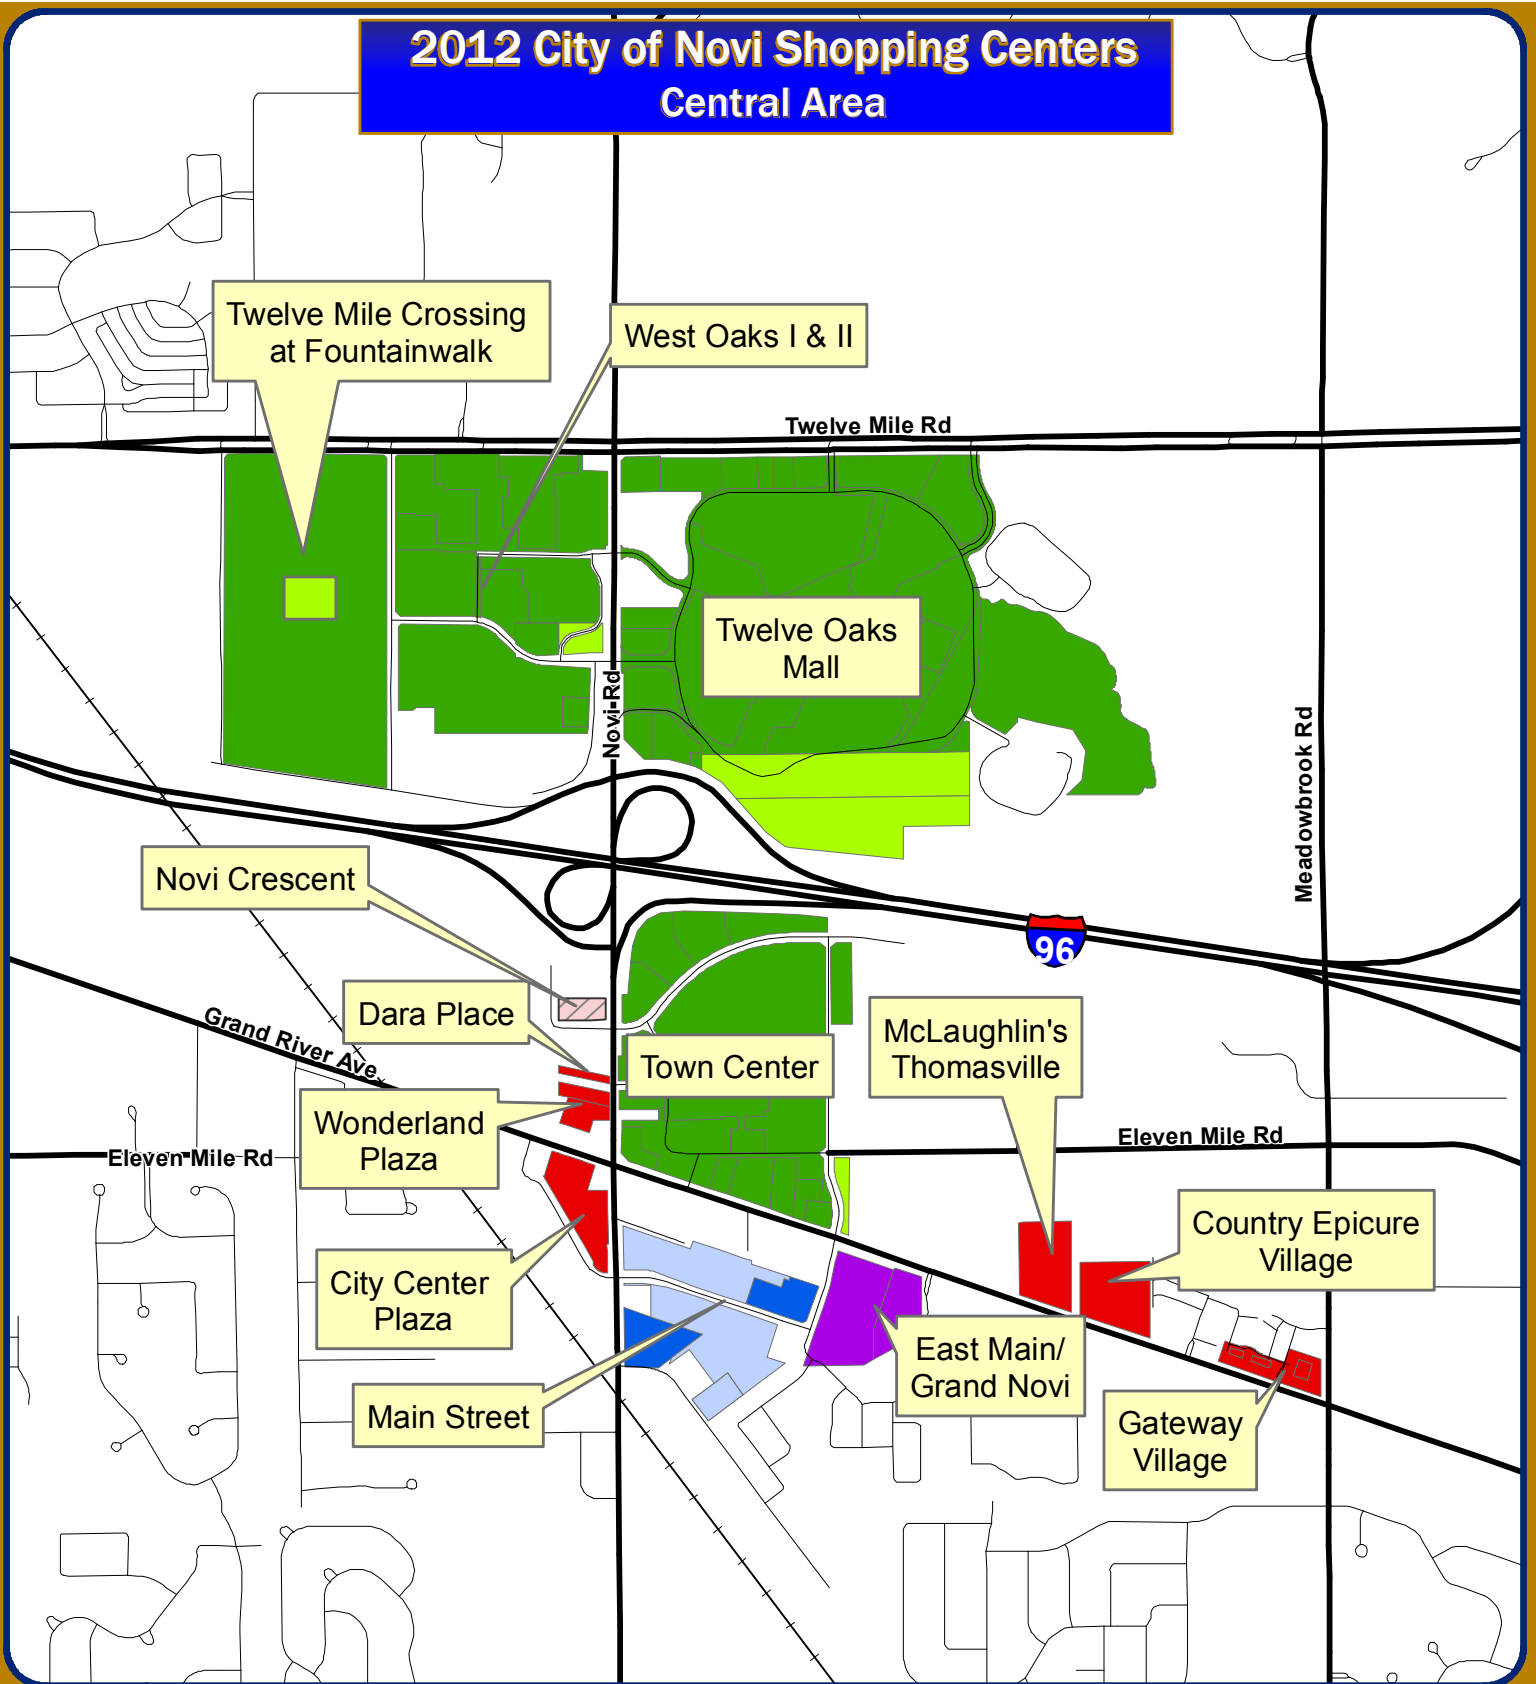 2012 City of Novi Shopping Centers
Central Area
Twelve Mile Crossing
at Fountainwalk
West Oaks I & II
Twelve Mile Rd
Twelve Oaks
Mall
Novi Rd
Meadowbrook Rd
Novi Crescent
96
Dara Place
Grand River Ave
Town Center
McLaughlin's
Thomasville
Wonderland
Plaza
Eleven Mile Rd
Eleven Mile Rd
Country Epicure
Village
City Center
Plaza
East Main/
Grand Novi
Main Street
Gateway
Village